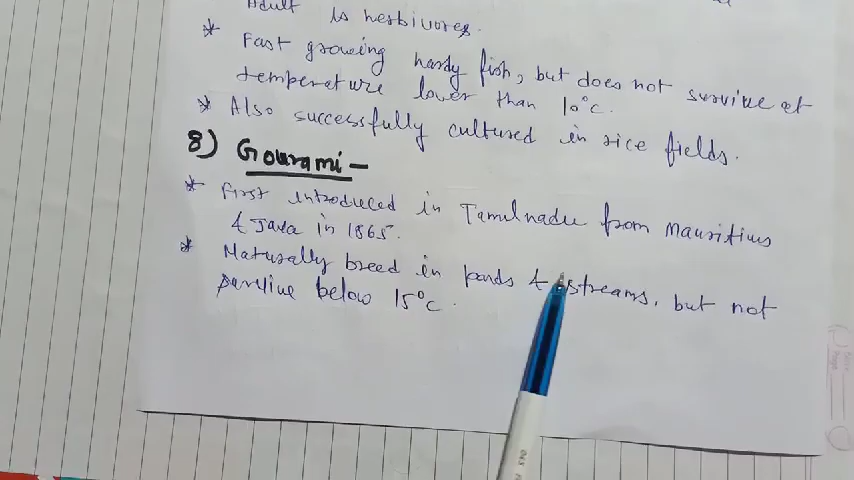 Adult is herbivores.
* Fast growing hardy fish, but does not survive at
temperature lower than 10°c.
* Also successfully cultured in rice fields.
8) Gourami -
* First introduced in Tamilnadu from Mauritius
& Java in 1865.
* Naturally breed in ponds & streams, but not
survive below 15°c.